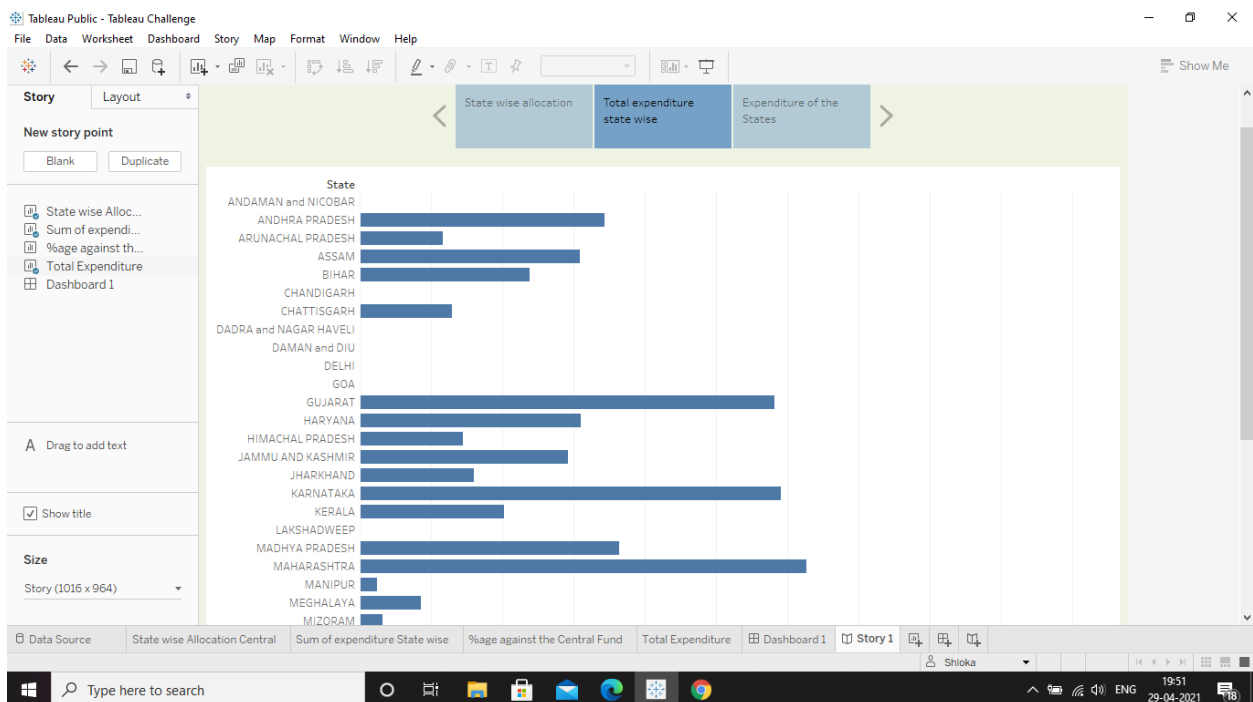 Tableau Public - Tableau Challenge
File Data Worksheet Dashboard Story Map Format Window Help
Show Me
Story Layout
New story point
Blank Duplicate
State wise Alloc...
Sum of expendi...
%age against th...
Total Expenditure
Dashboard 1
A Drag to add text
Show title
Size
Story (1016 x 964)
State wise allocation
Total expenditure
state wise
Expenditure of the
States
State
ANDAMAN and NICOBAR
ANDHRA PRADESH
ARUNACHAL PRADESH
ASSAM
BIHAR
CHANDIGARH
CHATTISGARH
DADRA and NAGAR HAVELI
DAMAN and DIU
DELHI
GOA
GUJARAT
HARYANA
HIMACHAL PRADESH
JAMMU AND KASHMIR
JHARKHAND
KARNATAKA
KERALA
LAKSHADWEEP
MADHYA PRADESH
MAHARASHTRA
MANIPUR
MEGHALAYA
MIZORAM
Data Source State wise Allocation Central Sum of expenditure State wise %age against the Central Fund Total Expenditure Dashboard 1 Story 1
Shloka
Type here to search
ENG
19:51
29-04-2021
18